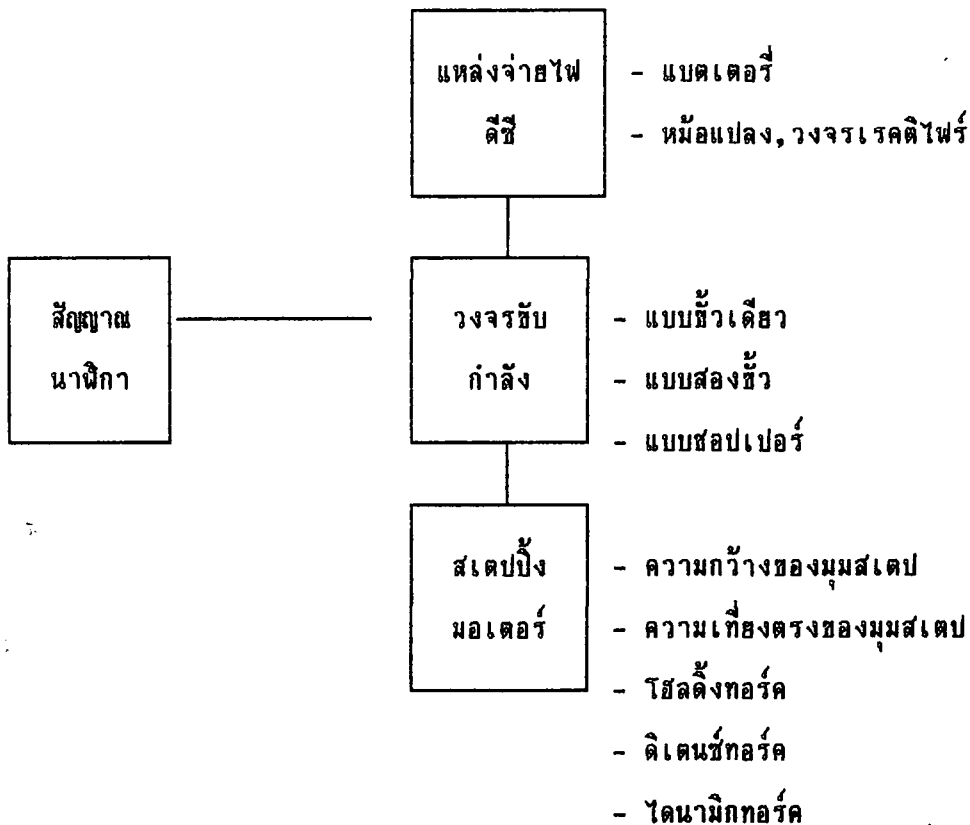 แหล่งจ่ายไฟ
ดีซี
- แบตเตอรี่
- หม้อแปลง,วงจรเรคติไฟร์
สัญญาณ
นาฬิกา
วงจรขับ
กำลัง
- แบบขั้วเดียว
- แบบสองขั้ว
- แบบชอปเปอร์
สเตปปิ้ง
มอเตอร์
- ความกว้างของมุมสเตป
- ความเที่ยงตรงของมุมสเตป
- โฮลดิ้งทอร์ค
- ดิเตนซ์ทอร์ค
- ไดนามิกทอร์ค